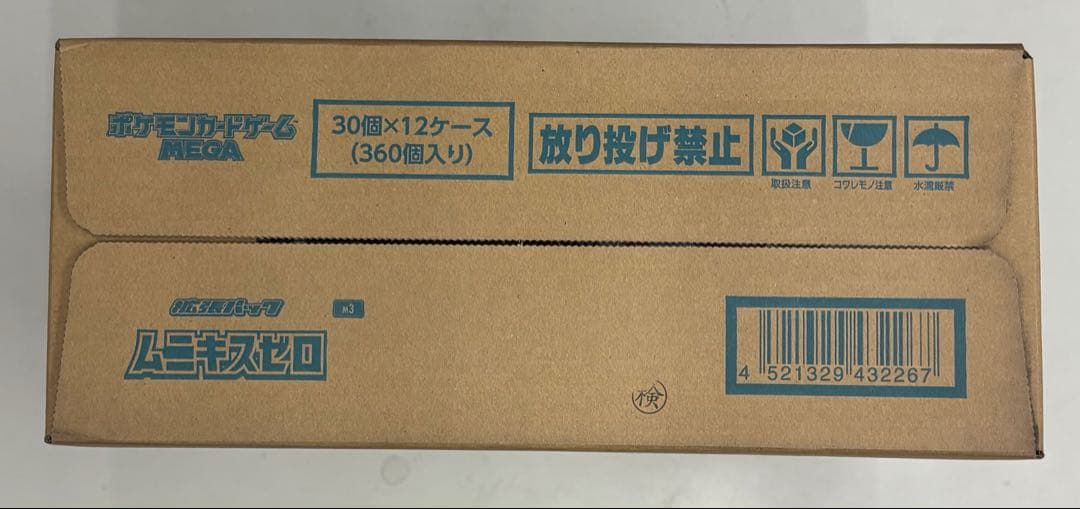 ポケモンカードゲーム
MEGA
30個×12ケース
(360個入り)
放り投げ禁止
取扱注意
コワレモノ注意
水濡厳禁
拡張パック
M3
ムニキスゼロ
4 521329 432267
検